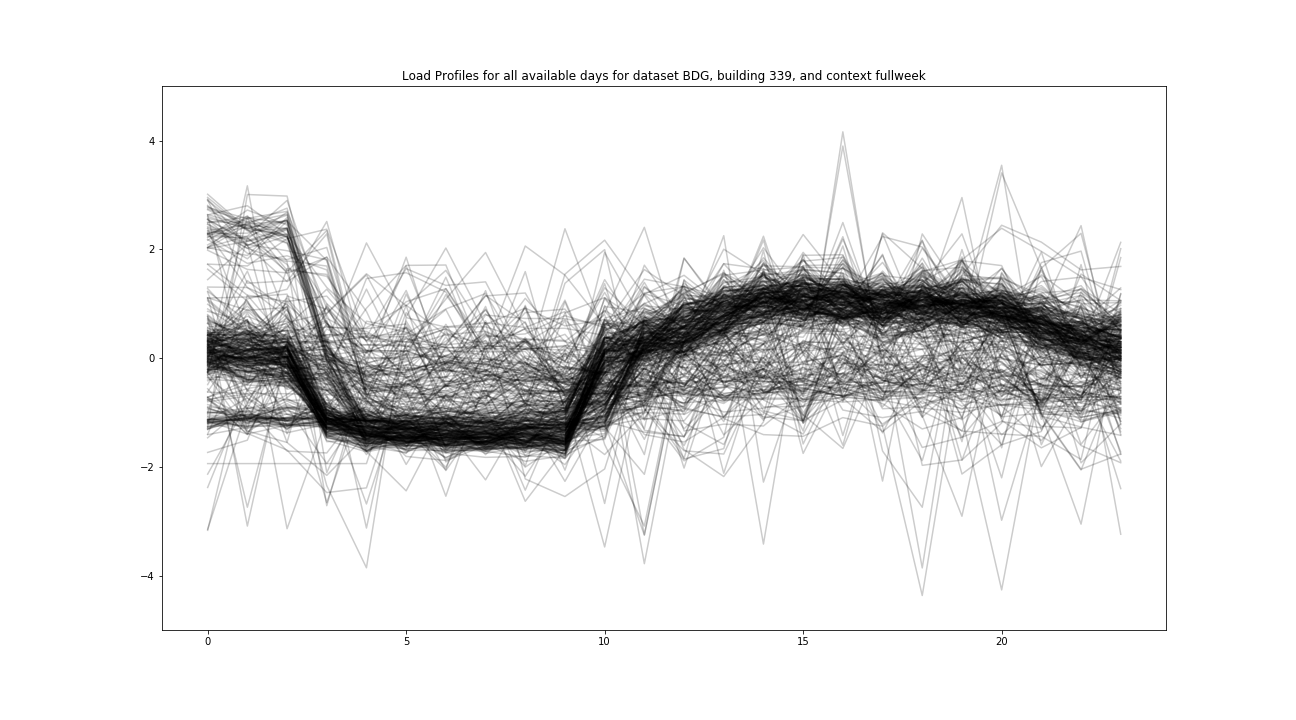 Load Profiles for all available days for dataset BDG, building 339, and context fullweek
4
2
0
−2
−4
0 5 10 15 20